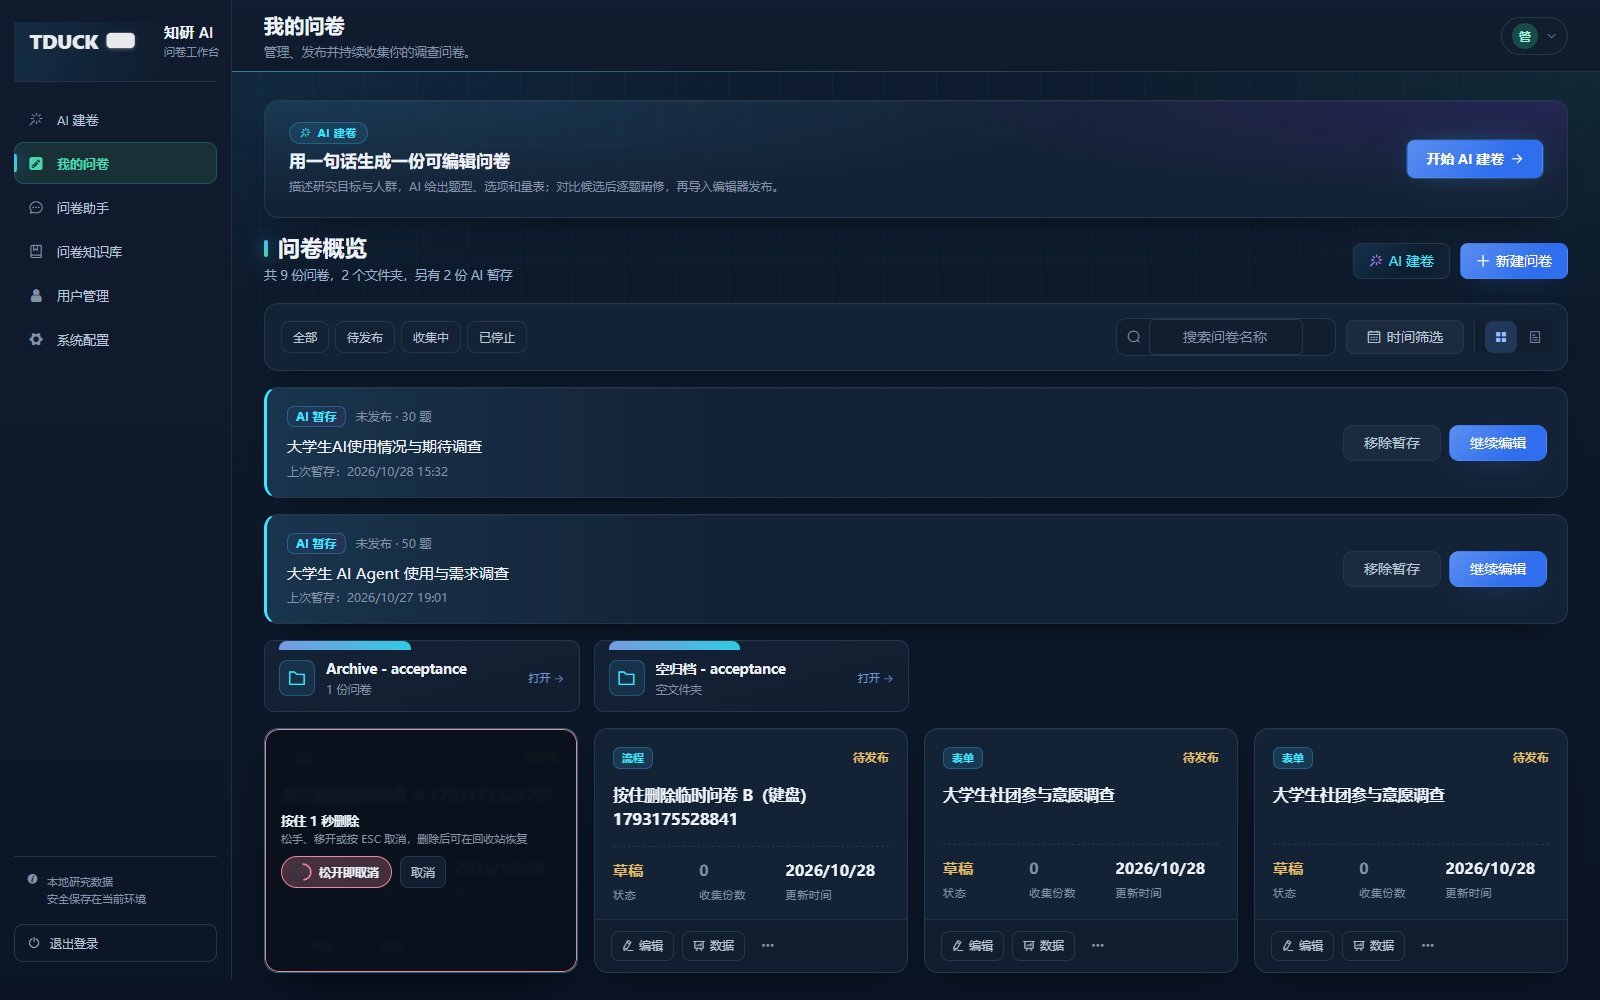 TDUCK
知研 AI
问卷工作台
AI 建卷
我的问卷
问卷助手
问卷知识库
用户管理
系统配置
本地研究数据
安全保存在当前环境
退出登录
我的问卷
管理、发布并持续收集你的调查问卷。
管
AI 建卷
用一句话生成一份可编辑问卷
描述研究目标与人群，AI 给出题型、选项和量表；对比候选后逐题精修，再导入编辑器发布。
开始 AI 建卷 →
问卷概览
共 9 份问卷，2 个文件夹，另有 2 份 AI 暂存
AI 建卷
新建问卷
全部
待发布
收集中
已停止
搜索问卷名称
时间筛选
AI 暂存 未发布 · 30 题
大学生AI使用情况与期待调查
上次暂存：2026/10/28 15:32
移除暂存
继续编辑
AI 暂存 未发布 · 50 题
大学生 AI Agent 使用与需求调查
上次暂存：2026/10/27 19:01
移除暂存
继续编辑
Archive - acceptance
1 份问卷
打开 →
空归档 - acceptance
空文件夹
打开 →
按住 1 秒删除
松手、移开或按 ESC 取消，删除后可在回收站恢复
松开即取消
取消
流程
待发布
按住删除临时问卷 B（键盘）
1793175528841
草稿 0 2026/10/28
状态 收集份数 更新时间
编辑 数据 ···
表单
待发布
大学生社团参与意愿调查
草稿 0 2026/10/28
状态 收集份数 更新时间
编辑 数据 ···
表单
待发布
大学生社团参与意愿调查
草稿 0 2026/10/28
状态 收集份数 更新时间
编辑 数据 ···